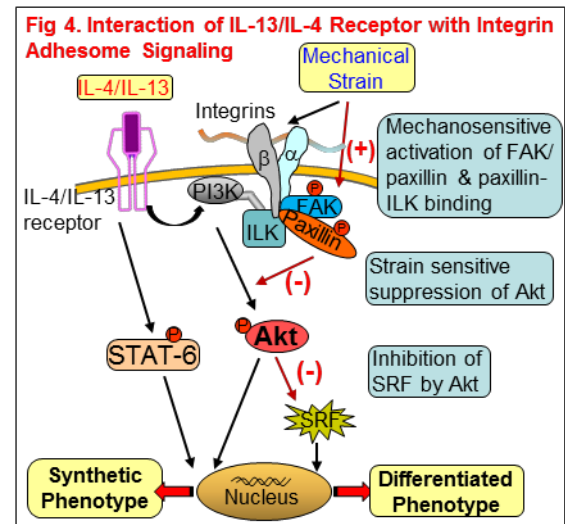 Fig 4. Interaction of IL-13/IL-4 Receptor with Integrin
Adhesome Signaling
IL-4/IL-13
Mechanical
Strain
Integrins
β
α
(+)
Mechanosensitive
activation of FAK/
paxillin & paxillin-
ILK binding
IL-4/IL-13
receptor
PI3K
P
FAK
ILK
P
Paxillin
(-)
Strain sensitive
suppression of Akt
P
Akt
P
STAT-6
(-)
Inhibition of
SRF by Akt
SRF
Synthetic
Phenotype
Nucleus
Differentiated
Phenotype